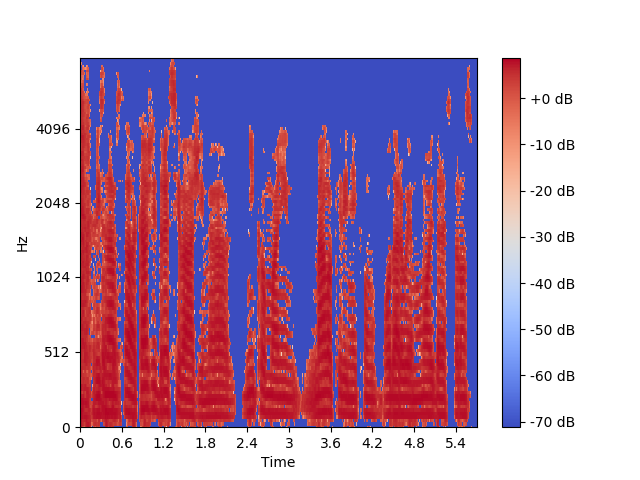 Hz
4096
2048
1024
512
0
0 0.6 1.2 1.8 2.4 3 3.6 4.2 4.8 5.4
Time
+0 dB
-10 dB
-20 dB
-30 dB
-40 dB
-50 dB
-60 dB
-70 dB